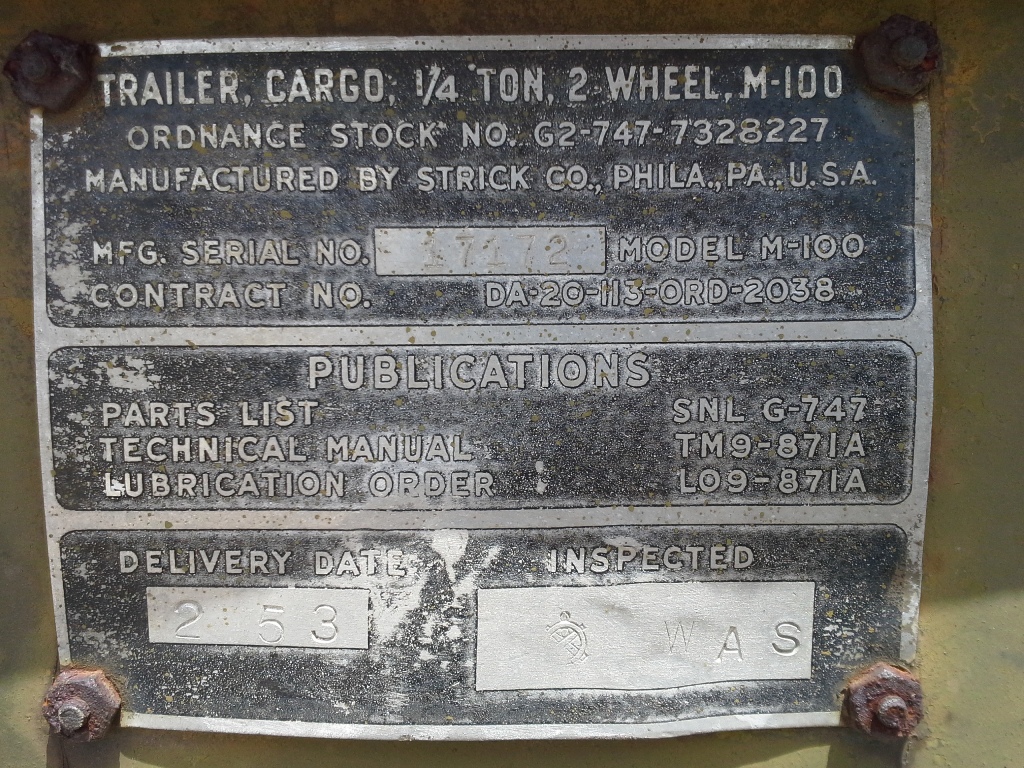 TRAILER, CARGO, 1/4 TON, 2 WHEEL, M-100
ORDNANCE STOCK NO. G2-747-7328227
MANUFACTURED BY STRICK CO., PHILA., PA., U.S.A.
MFG. SERIAL NO. 17172 MODEL M-100
CONTRACT NO. DA-20-113-ORD-2038
PUBLICATIONS
PARTS LIST SNL G-747
TECHNICAL MANUAL TM9-871A
LUBRICATION ORDER LO9-871A
DELIVERY DATE INSPECTED
2 53 WAS